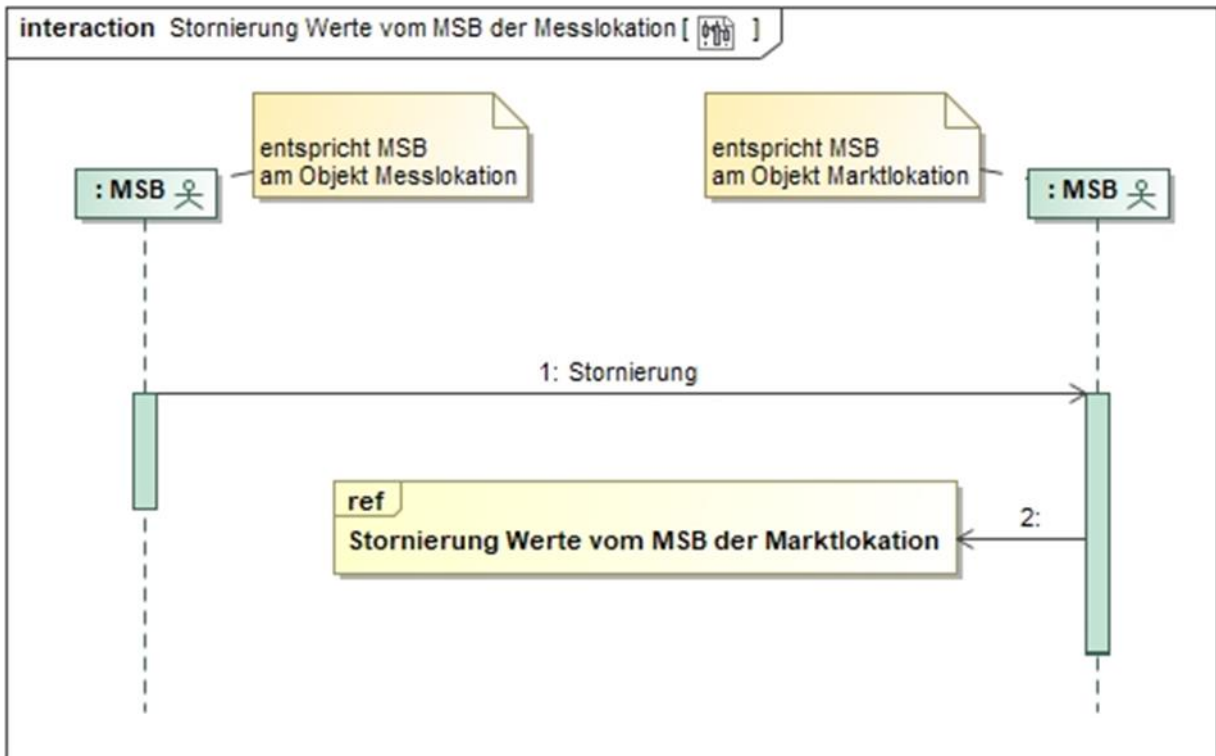 interaction Stornierung Werte vom MSB der Messlokation [ ]
entspricht MSB
am Objekt Messlokation
entspricht MSB
am Objekt Marktlokation
: MSB
: MSB
1: Stornierung
ref
Stornierung Werte vom MSB der Marktlokation
2: